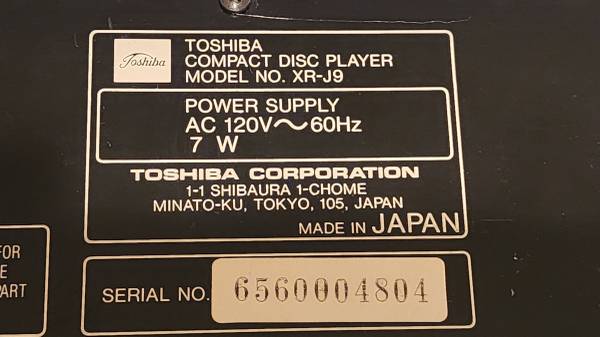 Toshiba
TOSHIBA
COMPACT DISC PLAYER
MODEL NO. XR-J9
POWER SUPPLY
AC 120V～60Hz
7 W
TOSHIBA CORPORATION
1-1 SHIBAURA 1-CHOME
MINATO-KU, TOKYO, 105, JAPAN
MADE IN JAPAN
FOR
E
PART
SERIAL NO. 6560004804